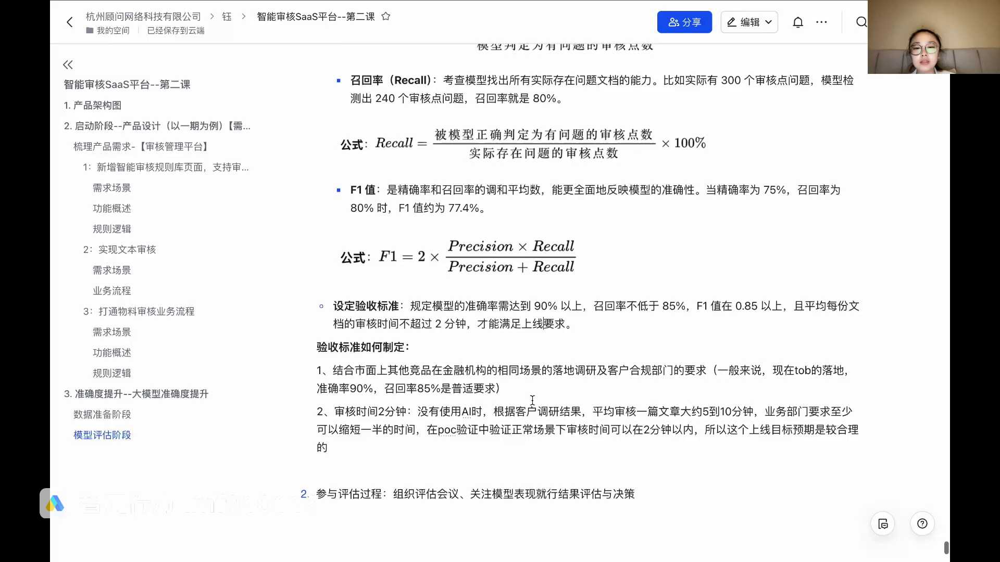 杭州顾问网络科技有限公司 > 钰 > 智能审核SaaS平台--第二课
我的空间 | 已经保存到云端
分享
编辑
智能审核SaaS平台--第二课
1. 产品架构图
2. 启动阶段--产品设计（以一期为例）【需...
梳理产品需求-【审核管理平台】
1：新增智能审核规则库页面，支持审...
需求场景
功能概述
规则逻辑
2：实现文本审核
需求场景
业务流程
3：打通物料审核业务流程
需求场景
功能概述
规则逻辑
3. 准确度提升--大模型准确度提升
数据准备阶段
模型评估阶段
模型判定为有问题的审核点数
召回率（Recall）：考查模型找出所有实际存在问题文档的能力。比如实际有 300 个审核点问题，模型检
测出 240 个审核点问题，召回率就是 80%。
公式：Recall = 被模型正确判定为有问题的审核点数 / 实际存在问题的审核点数 × 100%
F1 值：是精确率和召回率的调和平均数，能更全面地反映模型的准确性。当精确率为 75%，召回率为
80% 时，F1 值约为 77.4%。
公式：F1 = 2 × Precision × Recall / Precision + Recall
设定验收标准：规定模型的准确率需达到 90% 以上，召回率不低于 85%，F1 值在 0.85 以上，且平均每份文
档的审核时间不超过 2 分钟，才能满足上线要求。
验收标准如何制定：
1、结合市面上其他竞品在金融机构的相同场景的落地调研及客户合规部门的要求（一般来说，现在tob的落地，
准确率90%，召回率85%是普适要求）
2、审核时间2分钟：没有使用AI时，根据客户调研结果，平均审核一篇文章大约5到10分钟，业务部门要求至少
可以缩短一半的时间，在poc验证中验证正常场景下审核时间可以在2分钟以内，所以这个上线目标预期是较合理
的
2. 参与评估过程：组织评估会议、关注模型表现就行结果评估与决策